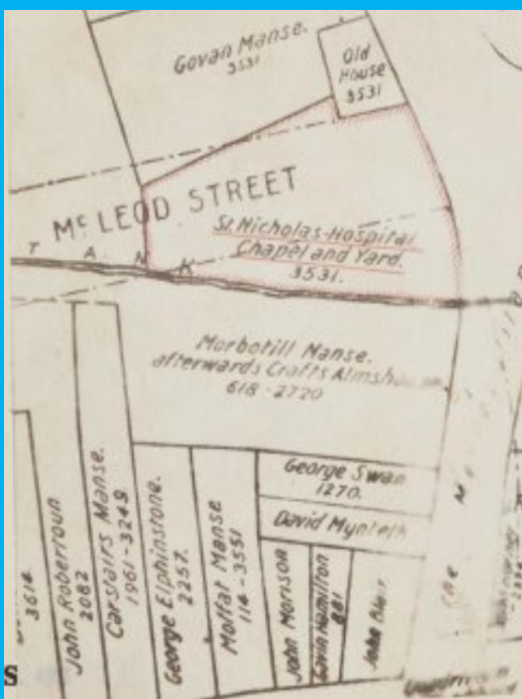 Govan Manse.
3531
Old
House
3531
McLEOD STREET
St. Nicholas-Hospital
Chapel and Yard.
3531.
T A N K
Morbotill Manse.
afterwards Crafts
618-2720
George Swan
1270.
David Mynteth
3614
John Robertoun
2082
Carstairs Manse.
1961-3249
George Elphinstone.
2257.
Moffat Manse
114-3551
John Morison
Gavin Hamilton
881
John Blair
The
S